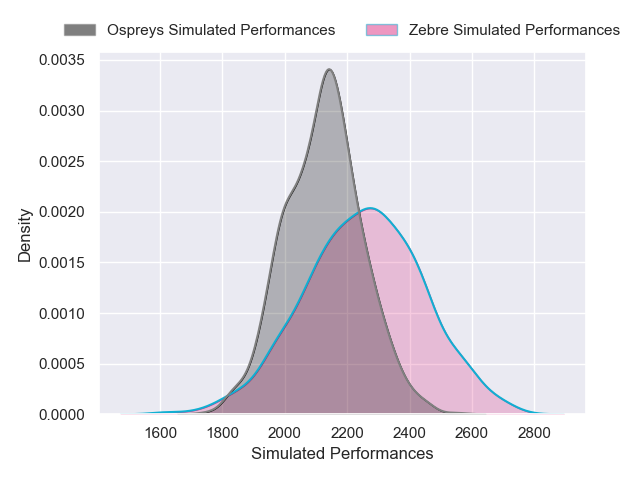 Ospreys Simulated Performances Zebre Simulated Performances
0.0035
0.0030
0.0025
0.0020
0.0015
0.0010
0.0005
0.0000
Density
1600 1800 2000 2200 2400 2600 2800
Simulated Performances